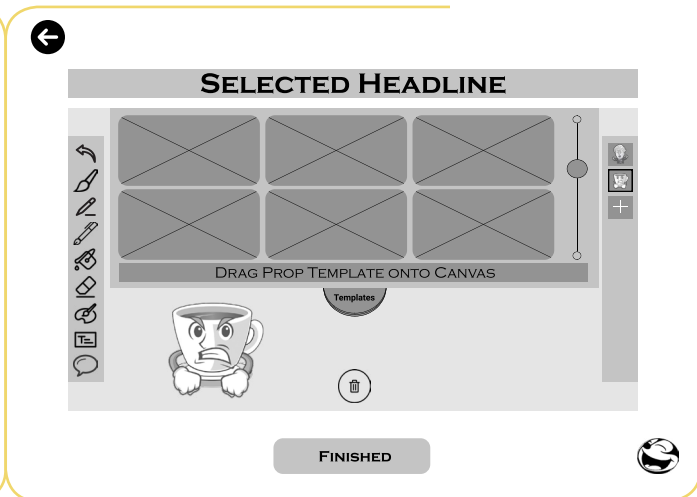 Selected Headline
Drag Prop Template onto Canvas
Templates
T
Finished